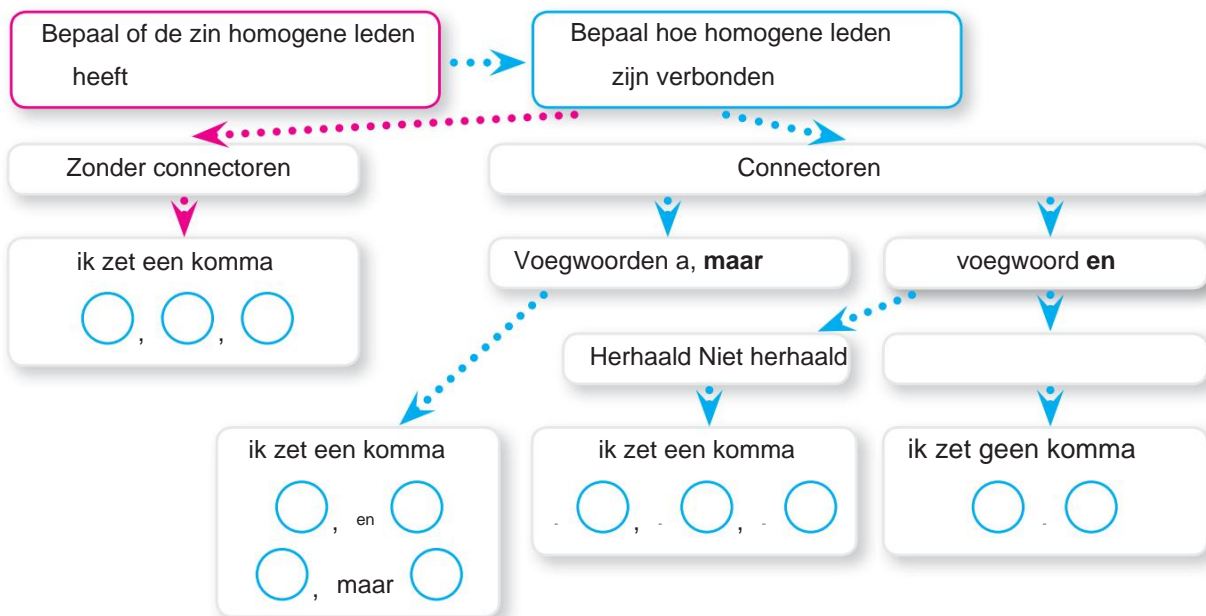 Bepaal of de zin homogene leden
heeft
Bepaal hoe homogene leden
zijn verbonden
Zonder connectoren
Connectoren
ik zet een komma
, ,
Voegwoorden a, maar
voegwoord en
Herhaald Niet herhaald
ik zet een komma
, en
, maar
ik zet een komma
- , - , -
ik zet geen komma
-